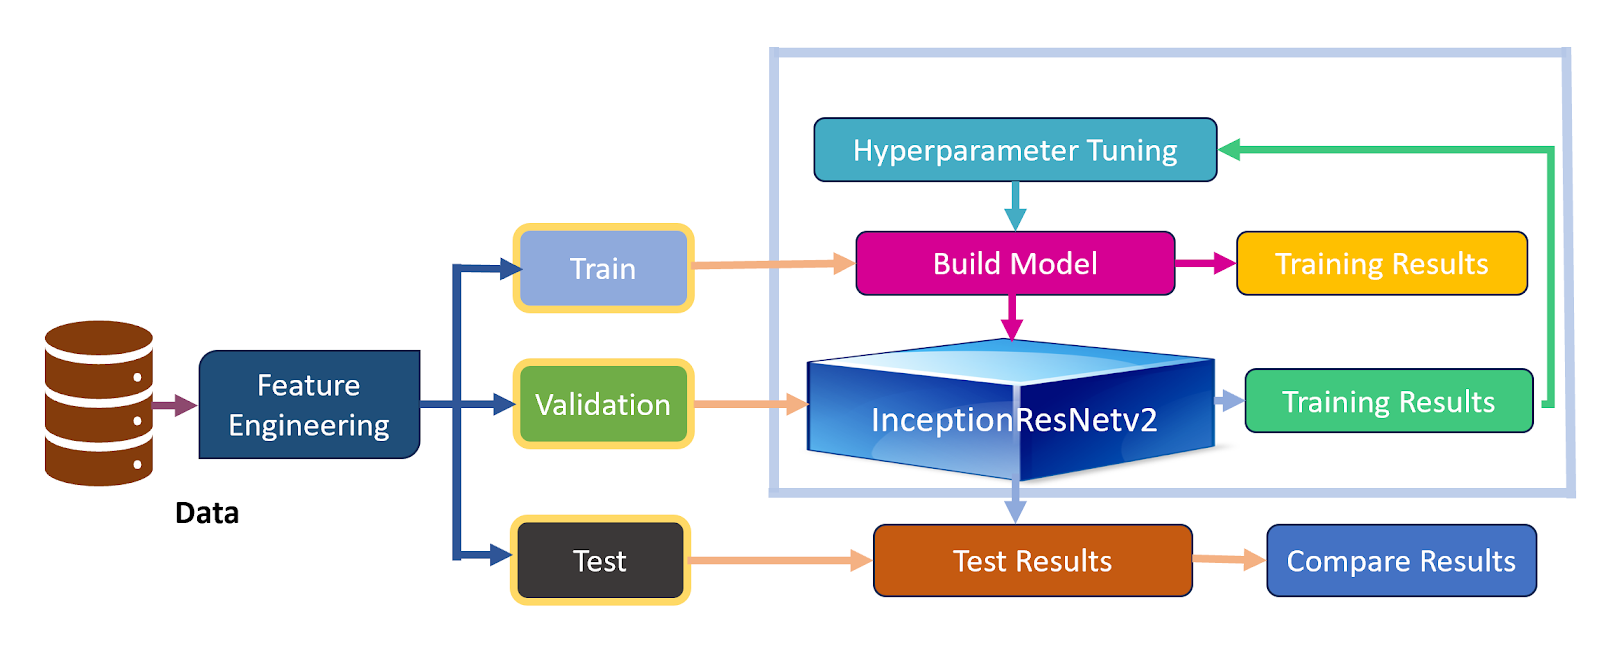 Hyperparameter Tuning
Train
Build Model
Training Results
Feature
Engineering
Validation
InceptionResNetv2
Training Results
Data
Test
Test Results
Compare Results